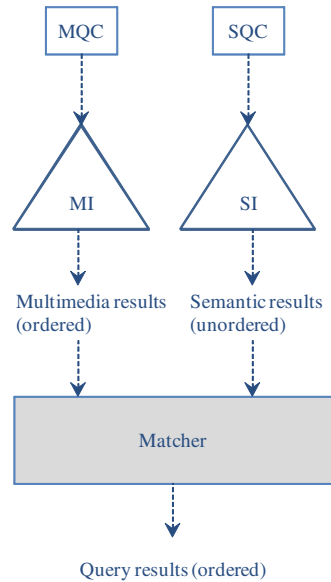 MQC
SQC
MI
SI
Multimedia results
(ordered)
Semantic results
(unordered)
Matcher
Query results (ordered)